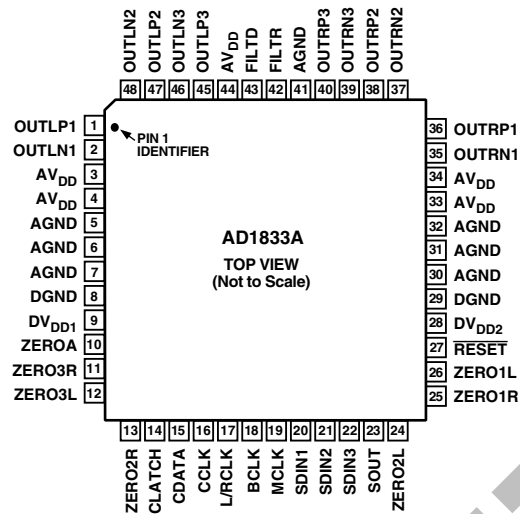 OUTLN2
OUTLP2
OUTLN3
OUTLP3
AVDD
FILTD
FILTR
AGND
OUTRP3
OUTRN3
OUTRP2
OUTRN2
48 47 46 45 44 43 42 41 40 39 38 37
OUTLP1 1
OUTLN1 2
AVDD 3
AVDD 4
AGND 5
AGND 6
AGND 7
DGND 8
DVDD1 9
ZEROA 10
ZERO3R 11
ZERO3L 12
PIN 1
IDENTIFIER
AD1833A
TOP VIEW
(Not to Scale)
36 OUTRP1
35 OUTRN1
34 AVDD
33 AVDD
32 AGND
31 AGND
30 AGND
29 DGND
28 DVDD2
27 RESET
26 ZERO1L
25 ZERO1R
13 14 15 16 17 18 19 20 21 22 23 24
ZERO2R
CLATCH
CDATA
CCLK
L/RCLK
BCLK
MCLK
SDIN1
SDIN2
SDIN3
SOUT
ZERO2L